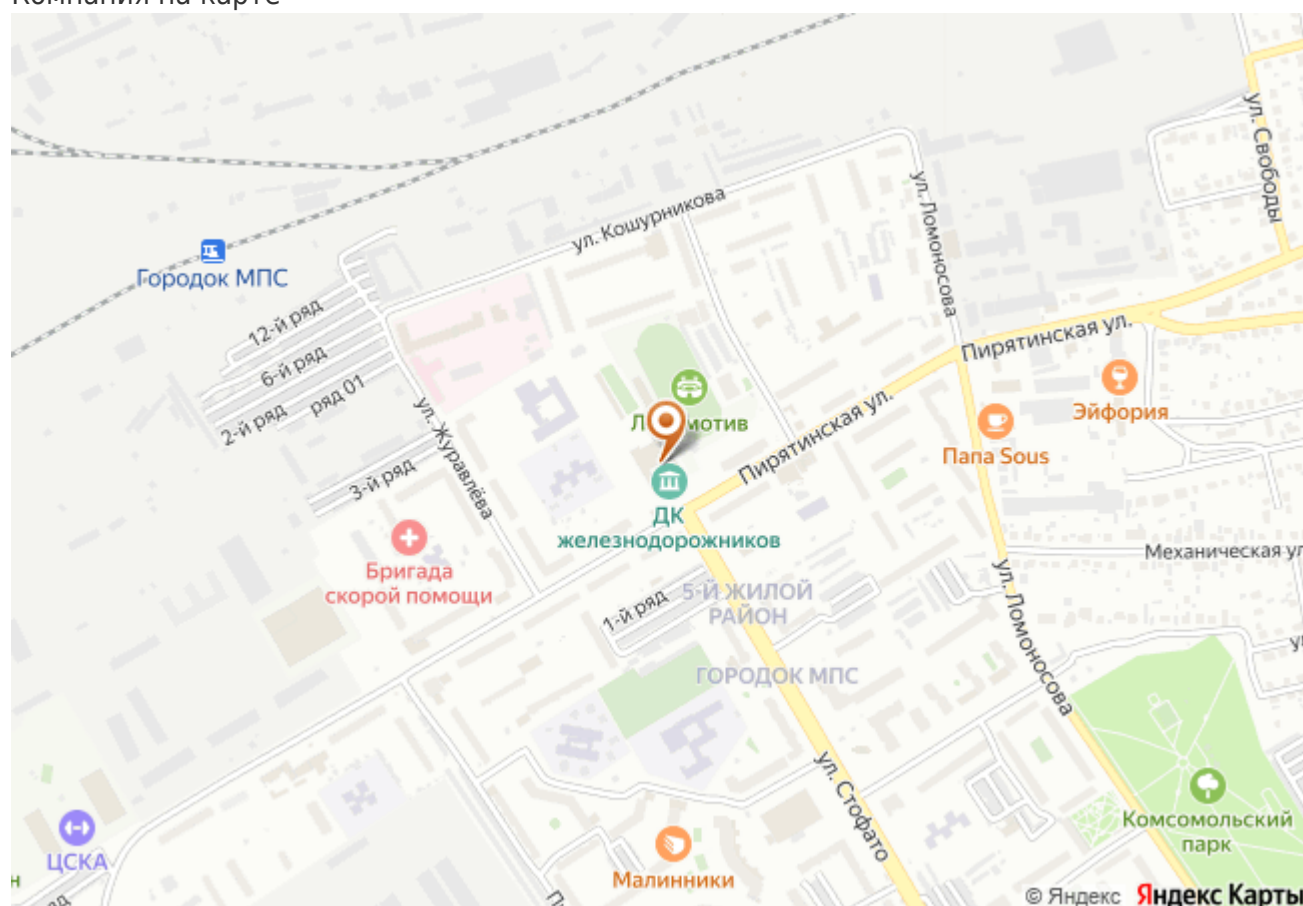 ул. Свободы
ул. Кошурникова
ул. Ломоносова
Городок МПС
12-й ряд
6-й ряд
ряд 01
2-й ряд
3-й ряд
ул. Журавлёва
Пирятинская ул.
Эйфория
Папа Sous
Пирятинская ул.
ДК
железнодорожников
Бригада
скорой помощи
Механическая ул
1-й ряд
5-Й ЖИЛОЙ
РАЙОН
ГОРОДОК МПС
ул. Ломоносова
ул. Стофато
Комсомольский
парк
ЦСКА
Малинники
© Яндекс Яндекс Карты